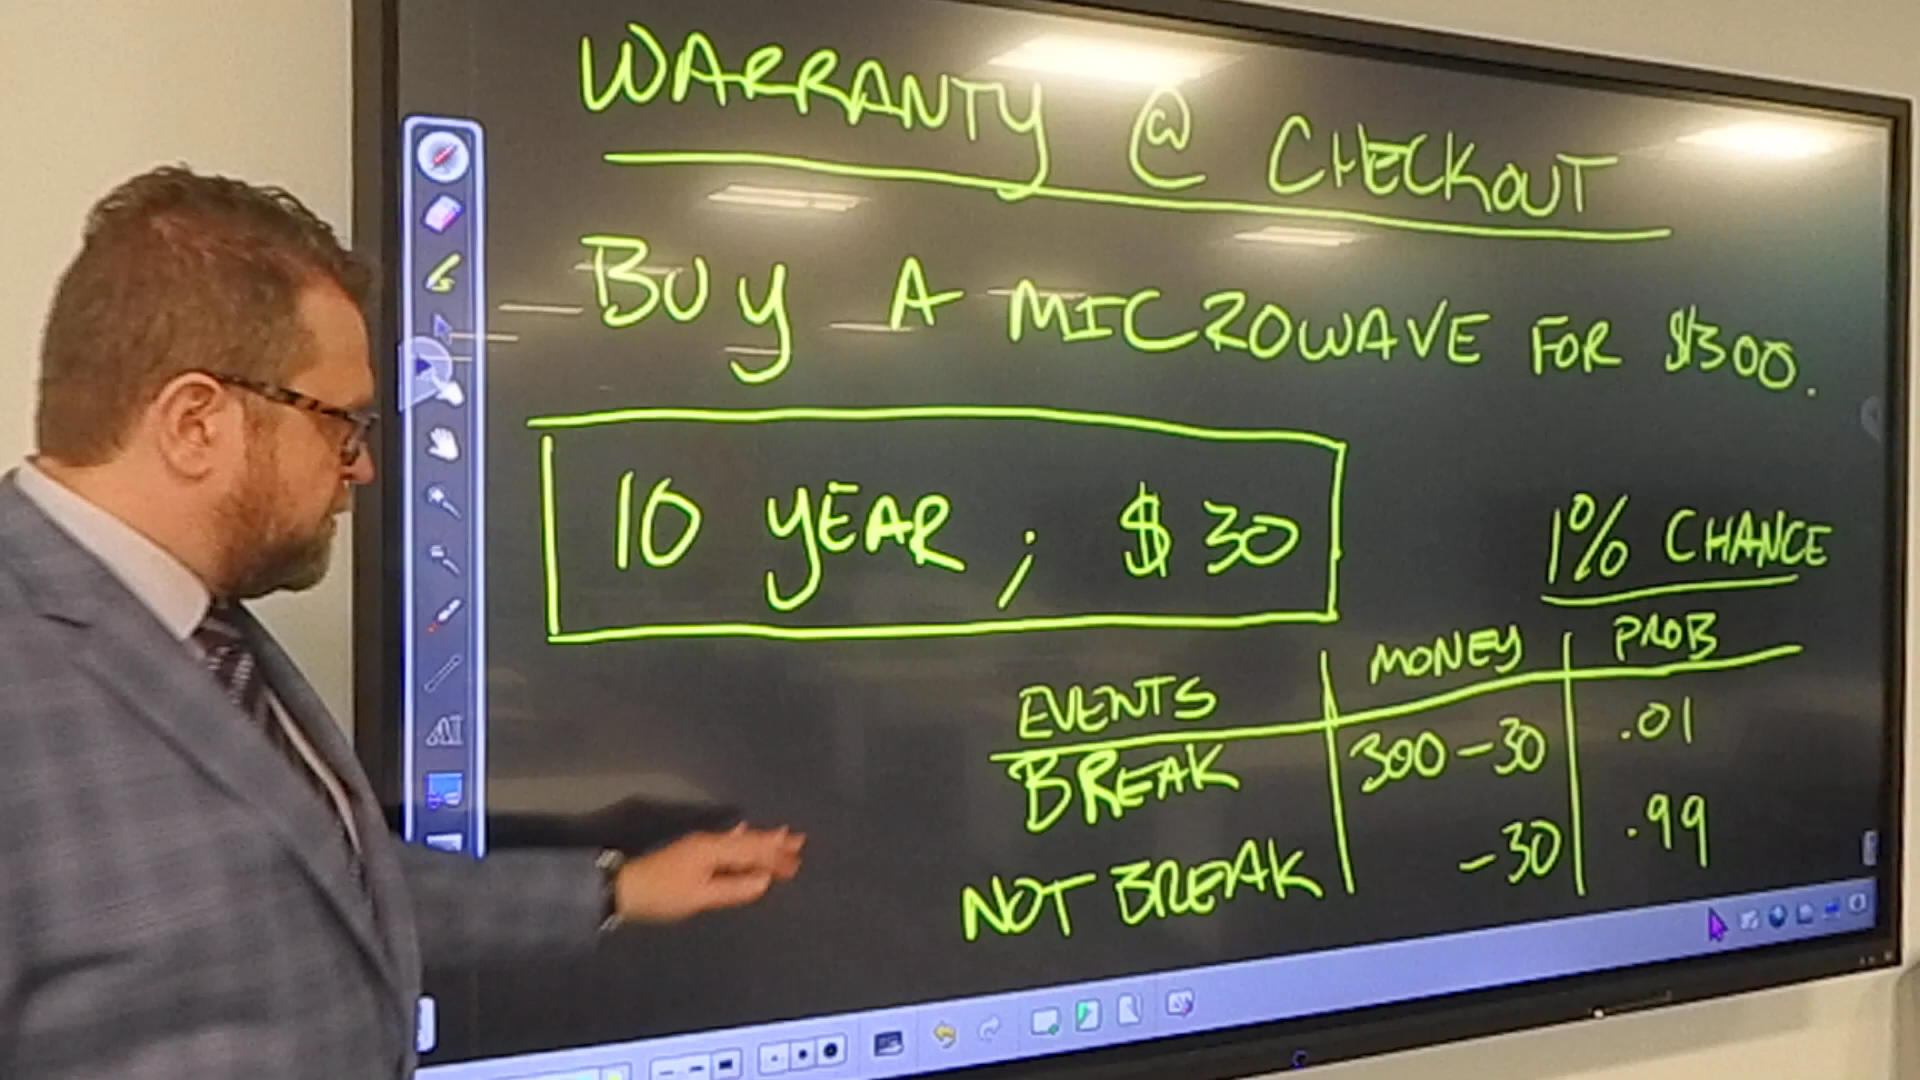 WARRANTY @ CHECKOUT
BUY A MICROWAVE FOR $300.
10 YEAR ; $30
1% CHANCE
EVENTS MONEY PROB
BREAK 300-30 .01
NOT BREAK -30 .99